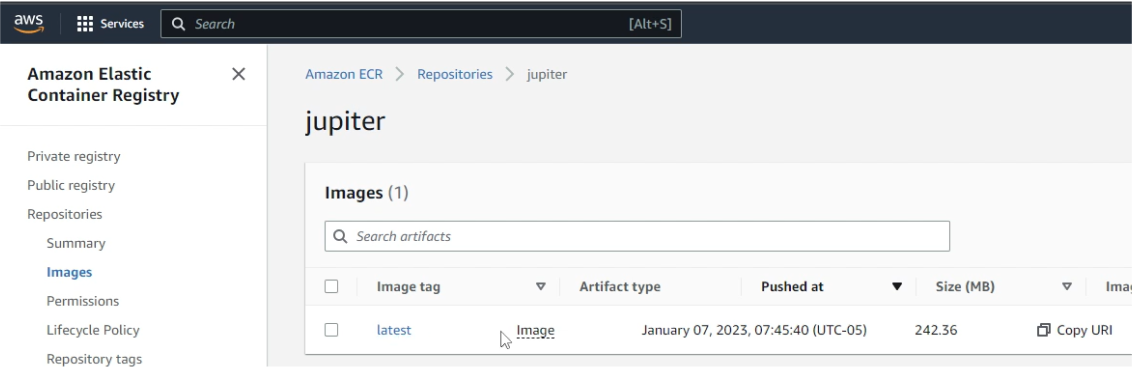 aws Services Search [Alt+S]
Amazon Elastic
Container Registry
Private registry
Public registry
Repositories
Summary
Images
Permissions
Lifecycle Policy
Repository tags
Amazon ECR Repositories jupiter
jupiter
Images (1)
Search artifacts
Image tag Artifact type Pushed at Size (MB)
latest Image January 07, 2023, 07:45:40 (UTC-05) 242.36 Copy URI